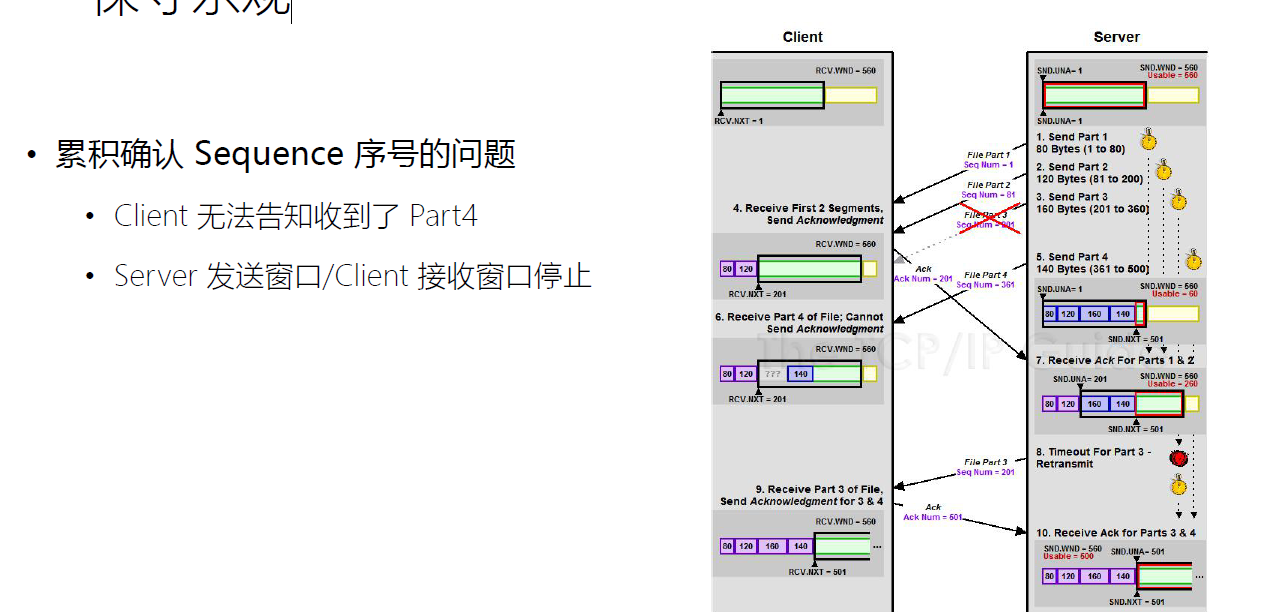 保守乐观
• 累积确认 Sequence 序号的问题
• Client 无法告知收到了 Part4
• Server 发送窗口/Client 接收窗口停止
Client
Server
RCV.WND = 560
RCV.NXT = 1
SND.UNA= 1
SND.WND = 560
Usable = 560
SND.UNA= 1
1. Send Part 1
80 Bytes (1 to 80)
File Part 1
Seq Num = 1
2. Send Part 2
120 Bytes (81 to 200)
File Part 2
Seq Num = 81
3. Send Part 3
160 Bytes (201 to 360)
File Part 3
Seq Num = 201
4. Receive First 2 Segments,
Send Acknowledgment
RCV.WND = 560
80 120
RCV.NXT = 201
Ack
Ack Num = 201
5. Send Part 4
140 Bytes (361 to 500)
File Part 4
Seq Num = 361
SND.UNA= 1
SND.WND = 560
Usable = 60
80 120 160 140
SND.NXT = 501
6. Receive Part 4 of File; Cannot
Send Acknowledgment
RCV.WND = 560
80 120 ??? 140
RCV.NXT = 201
The TCP/IP Guide
7. Receive Ack For Parts 1 & 2
SND.UNA= 201
SND.WND = 560
Usable = 260
80 120 160 140
SND.NXT = 501
8. Timeout For Part 3 -
Retransmit
File Part 3
Seq Num = 201
9. Receive Part 3 of File,
Send Acknowledgment for 3 & 4
Ack
Ack Num = 501
RCV.WND = 560
80 120 160 140 ...
RCV.NXT = 501
10. Receive Ack for Parts 3 & 4
SND.WND = 560
Usable = 500
SND.UNA= 501
80 120 160 140 ...
SND.NXT = 501